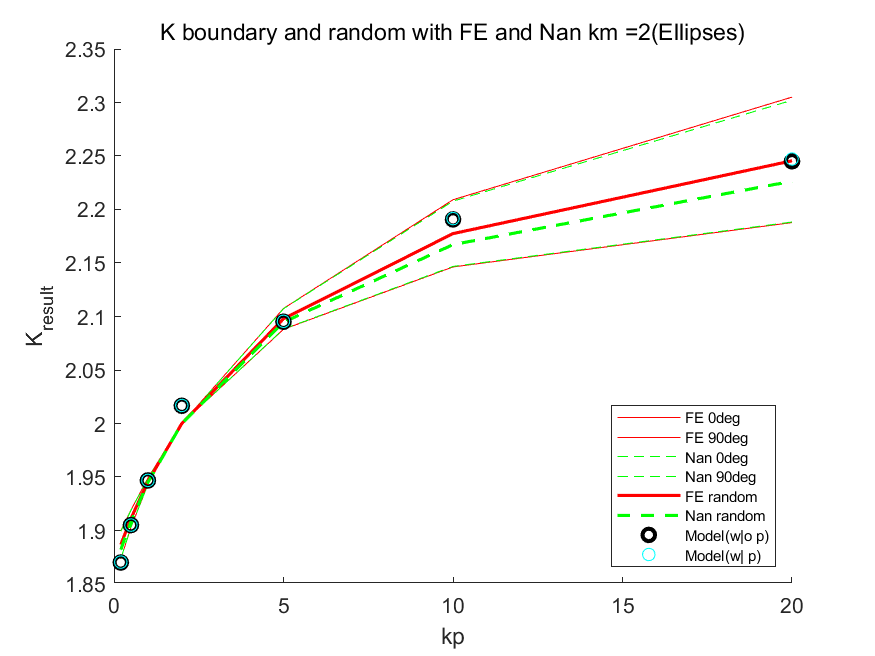 K boundary and random with FE and Nan km =2(Ellipses)
2.35
2.3
2.25
2.2
2.15
2.1
2.05
2
1.95
1.9
1.85
K_result
0 5 10 15 20
kp
FE 0deg
FE 90deg
Nan 0deg
Nan 90deg
FE random
Nan random
Model(w|o p)
Model(w| p)